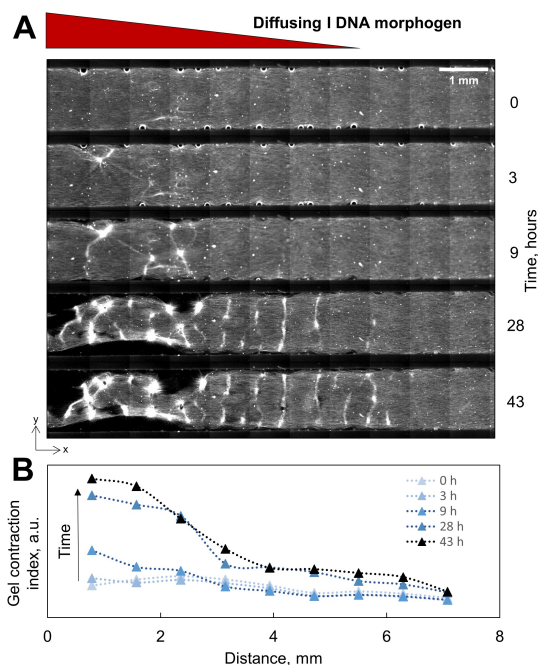 A
Diffusing I DNA morphogen
1 mm
0
3
9
28
43
Time, hours
y
x
B
Gel contraction
index, a.u.
Time
0 h
3 h
9 h
28 h
43 h
0 2 4 6 8
Distance, mm